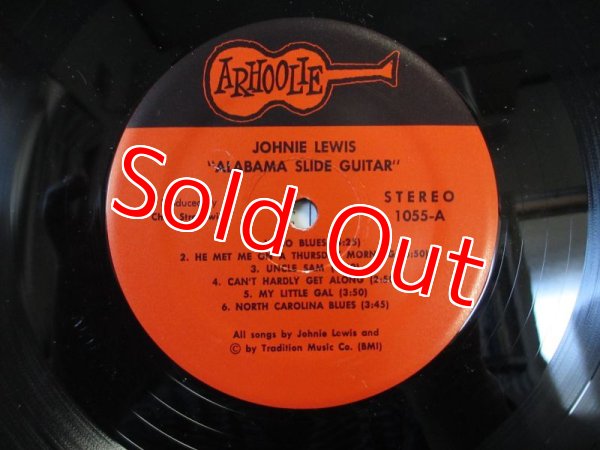 ARHOOLIE
JOHNIE LEWIS
"ALABAMA SLIDE GUITAR"
STEREO
1055-A
by
BLUES
2. HE MET ME ON A THURSDAY
3. UNCLE SAM
4. CAN'T HARDLY GET ALONG
5. MY LITTLE GAL (3:50)
6. NORTH CAROLINA BLUES (3:45)
All songs by Johnie Lewis and
© by Tradition Music Co. (BMI)
Sold Out